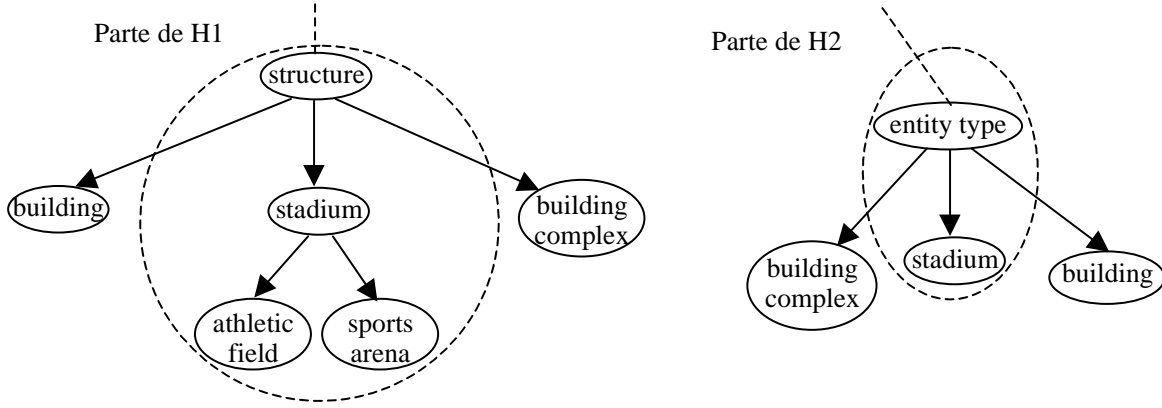 Parte de H1
structure
building
stadium
building
complex
athletic
field
sports
arena
Parte de H2
entity type
building
complex
stadium
building